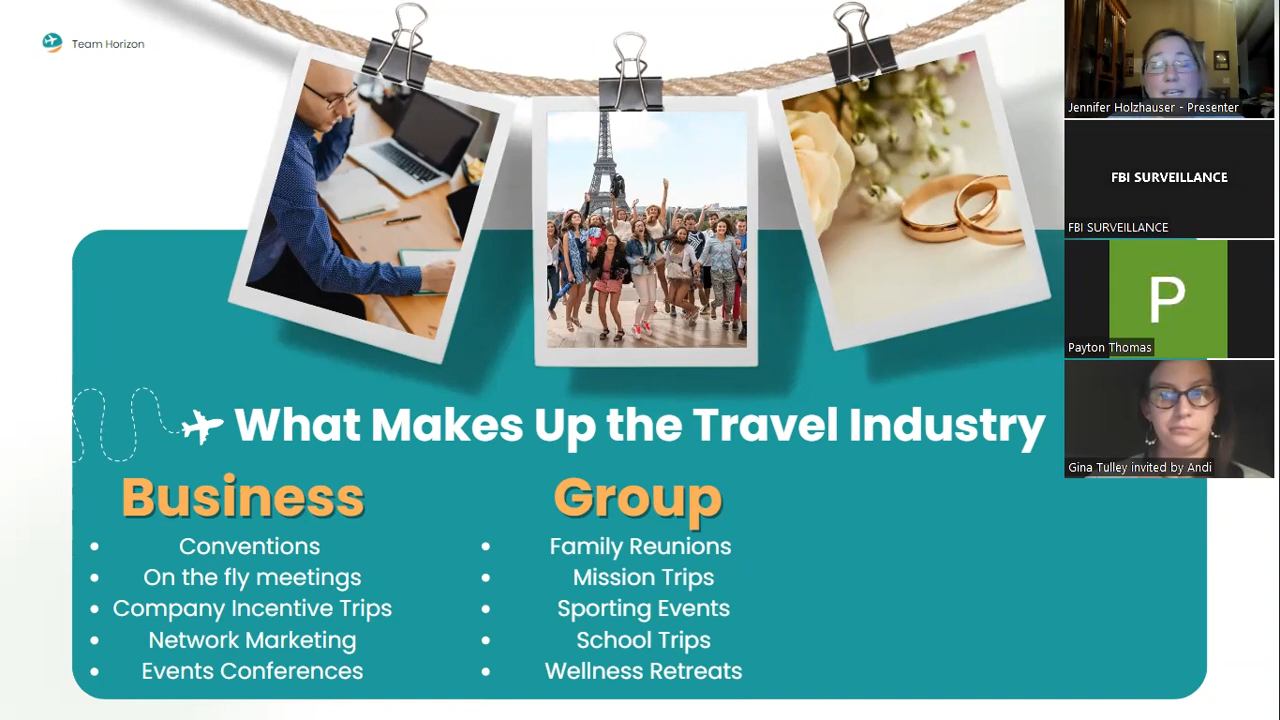 Team Horizon
What Makes Up the Travel Industry
Business
Conventions
On the fly meetings
Company Incentive Trips
Network Marketing
Events Conferences
Group
Family Reunions
Mission Trips
Sporting Events
School Trips
Wellness Retreats
Jennifer Holzhauser - Presenter
FBI SURVEILLANCE
FBI SURVEILLANCE
P
Payton Thomas
Gina Tulley invited by Andi